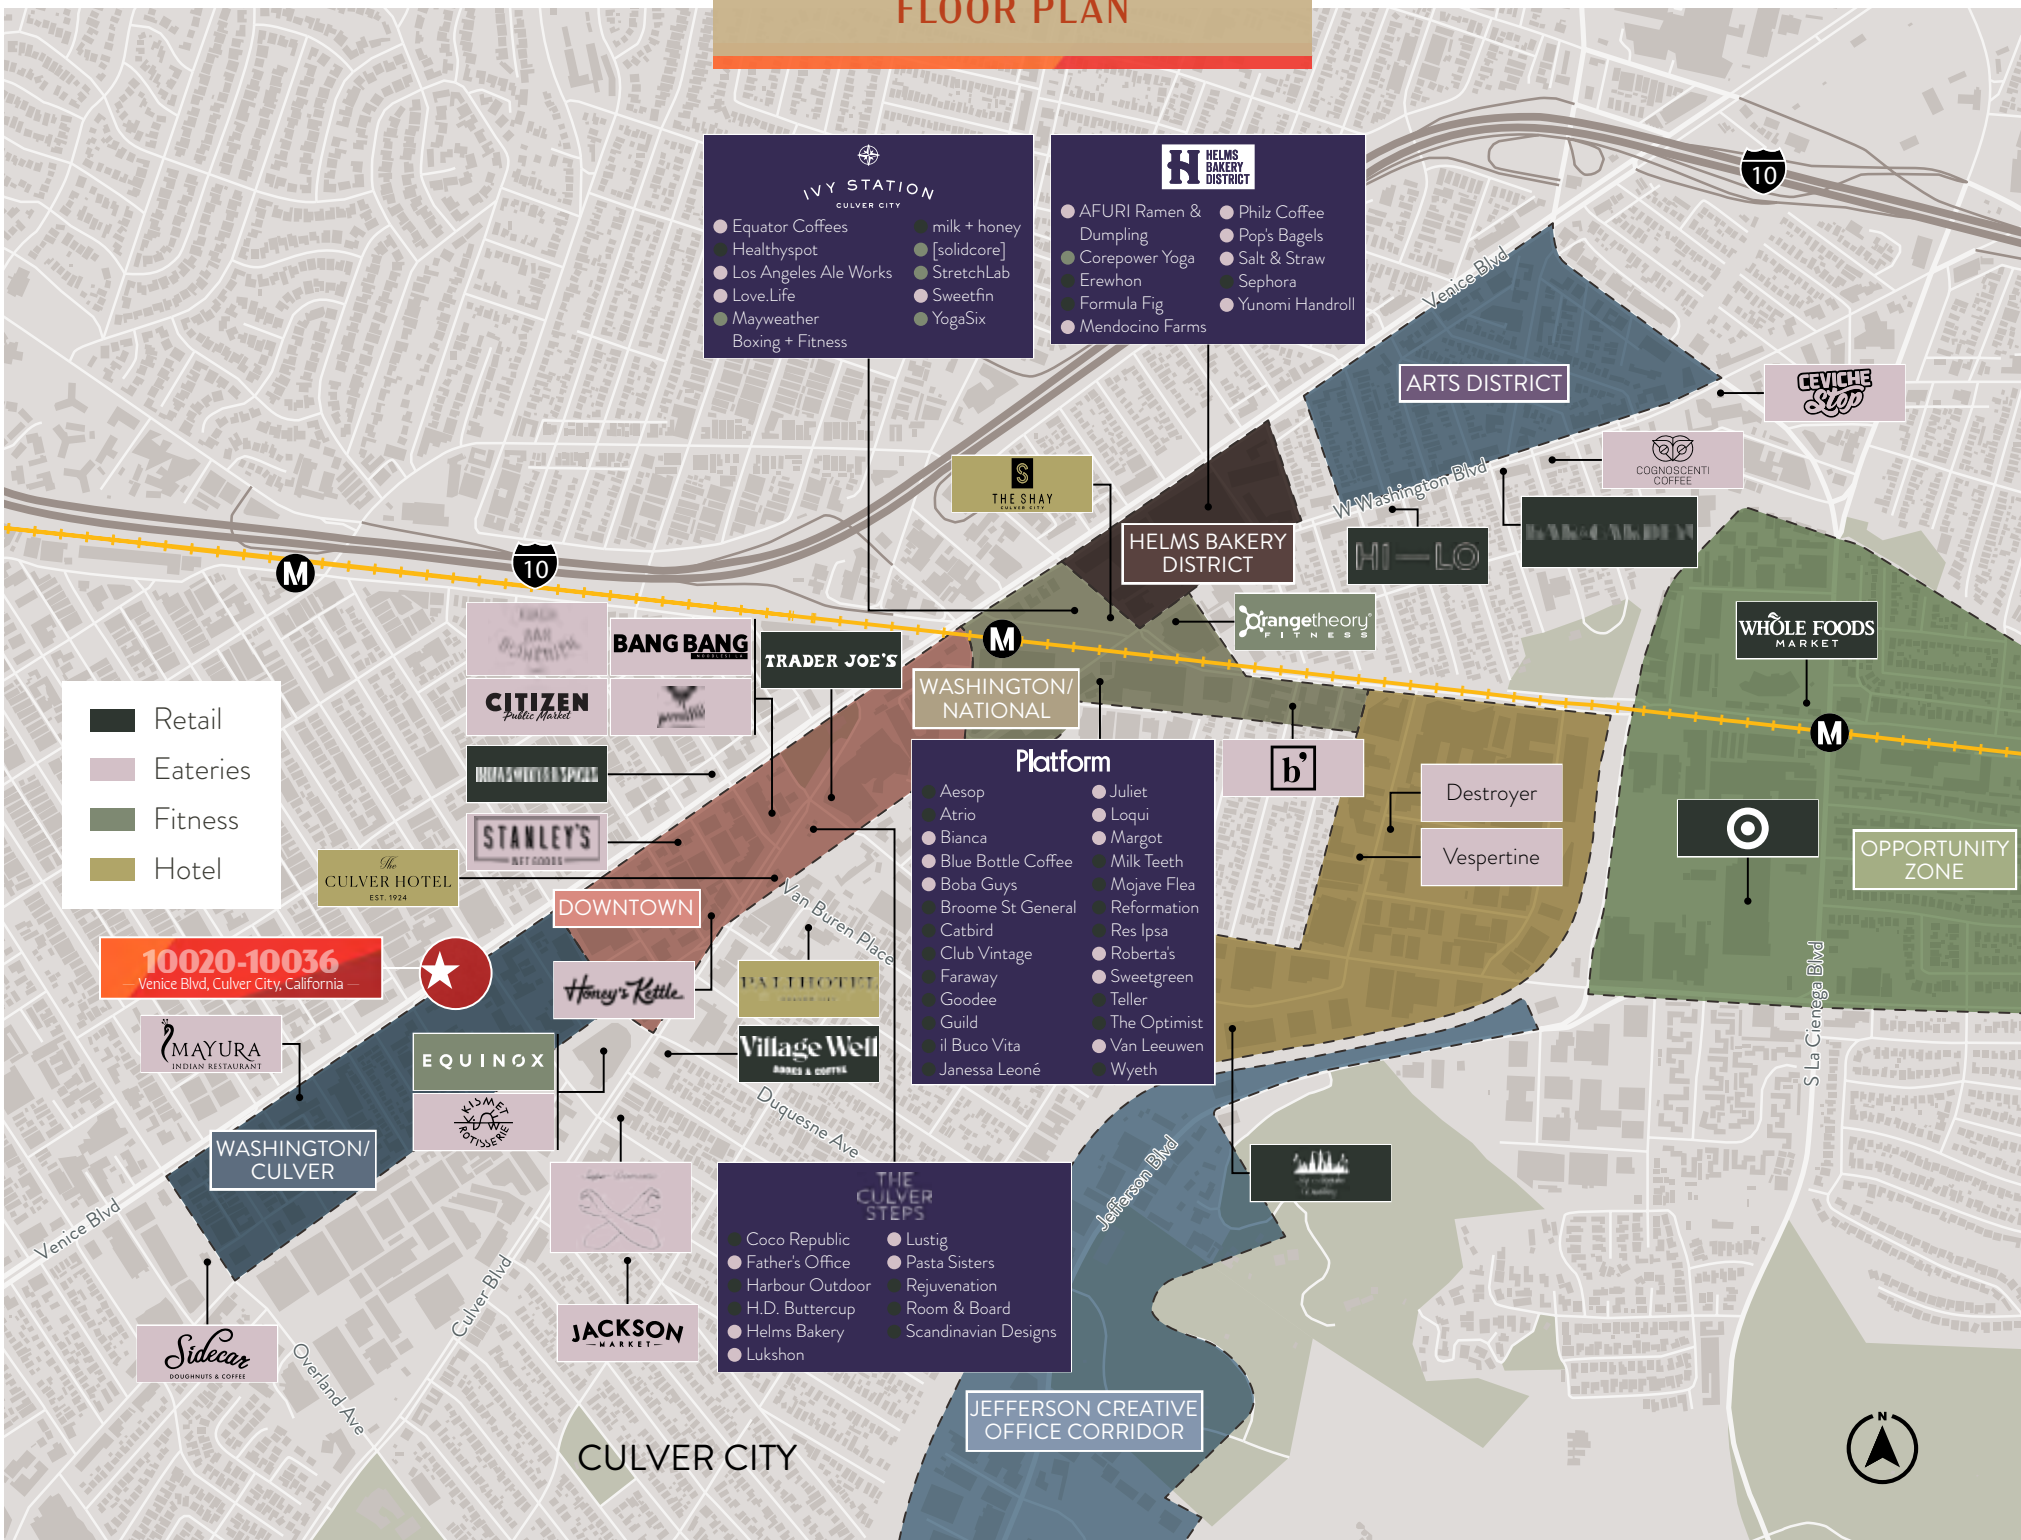 FLOOR PLAN
10
IVY STATION
CULVER CITY
Equator Coffees
Healthyspot
Los Angeles Ale Works
Love.Life
Mayweather
Boxing + Fitness
milk + honey
[solidcore]
StretchLab
Sweetfin
YogaSix
H HELMS
BAKERY
DISTRICT
AFURI Ramen &
Dumpling
Corepower Yoga
Erewhon
Formula Fig
Mendocino Farms
Philz Coffee
Pop's Bagels
Salt & Straw
Sephora
Yunomi Handroll
Venice Blvd
ARTS DISTRICT
CEVICHE
Stop
COGNOSCENTI
COFFEE
W Washington Blvd
S
THE SHAY
CULVER CITY
HELMS BAKERY
DISTRICT
HI—LO
M
10
M
orangetheory
FITNESS
WHOLE FOODS
MARKET
M
BANG BANG
NOODLES LA
TRADER JOE'S
CITIZEN
Public Market
WASHINGTON/
NATIONAL
Retail
Eateries
Fitness
Hotel
STANLEY'S
WET GOODS
The
CULVER HOTEL
EST. 1924
DOWNTOWN
Van Buren Place
Platform
Aesop
Atrio
Bianca
Blue Bottle Coffee
Boba Guys
Broome St General
Catbird
Club Vintage
Faraway
Goodee
Guild
il Buco Vita
Janessa Leoné
Juliet
Loqui
Margot
Milk Teeth
Mojave Flea
Reformation
Res Ipsa
Roberta's
Sweetgreen
Teller
The Optimist
Van Leeuwen
Wyeth
b'
Destroyer
Vespertine
OPPORTUNITY
ZONE
10020-10036
Venice Blvd, Culver City, California
Honey's Kettle
PALIHOTEL
MAYURA
INDIAN RESTAURANT
EQUINOX
KISMET
ROTISSERIE
Village Well
BOOKS & COFFEE
Duquesne Ave
S La Cienega Blvd
WASHINGTON/
CULVER
Venice Blvd
Culver Blvd
Overland Ave
Jefferson Blvd
Sidecar
DOUGHNUTS & COFFEE
JACKSON
MARKET
THE
CULVER
STEPS
Coco Republic
Father's Office
Harbour Outdoor
H.D. Buttercup
Helms Bakery
Lukshon
Lustig
Pasta Sisters
Rejuvenation
Room & Board
Scandinavian Designs
JEFFERSON CREATIVE
OFFICE CORRIDOR
CULVER CITY
N